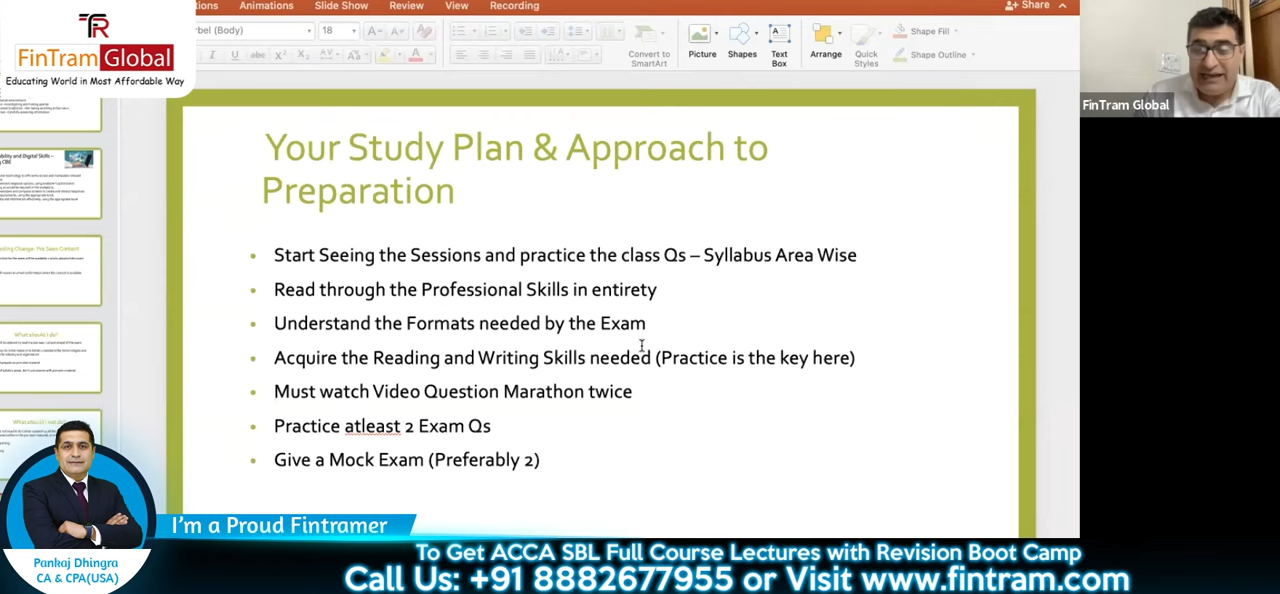 tions Animations Slide Show Review View Recording Share
FR
FinTram Global
Educating World in Most Affordable Way
rbel (Body) 18
Convert to
SmartArt
Picture
Shapes
Text
Box
Arrange
Quick
Styles
Shape Fill
Shape Outline
FinTram Global
Your Study Plan & Approach to
Preparation
• Start Seeing the Sessions and practice the class Qs – Syllabus Area Wise
• Read through the Professional Skills in entirety
• Understand the Formats needed by the Exam
• Acquire the Reading and Writing Skills needed (Practice is the key here)
• Must watch Video Question Marathon twice
• Practice atleast 2 Exam Qs
• Give a Mock Exam (Preferably 2)
I'm a Proud Fintramer
Pankaj Dhingra
CA & CPA(USA)
To Get ACCA SBL Full Course Lectures with Revision Boot Camp
Call Us: +91 8882677955 or Visit www.fintram.com